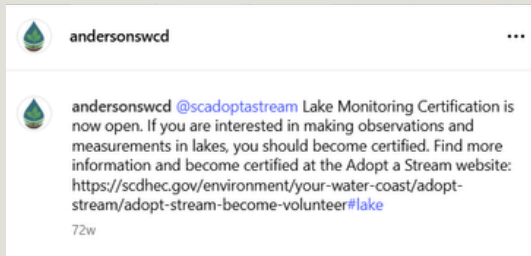 andersonswcd
andersonswcd @scadoptastream Lake Monitoring Certification is
now open. If you are interested in making observations and
measurements in lakes, you should become certified. Find more
information and become certified at the Adopt a Stream website:
https://scdhec.gov/environment/your-water-coast/adopt-
stream/adopt-stream-become-volunteer#lake
72w